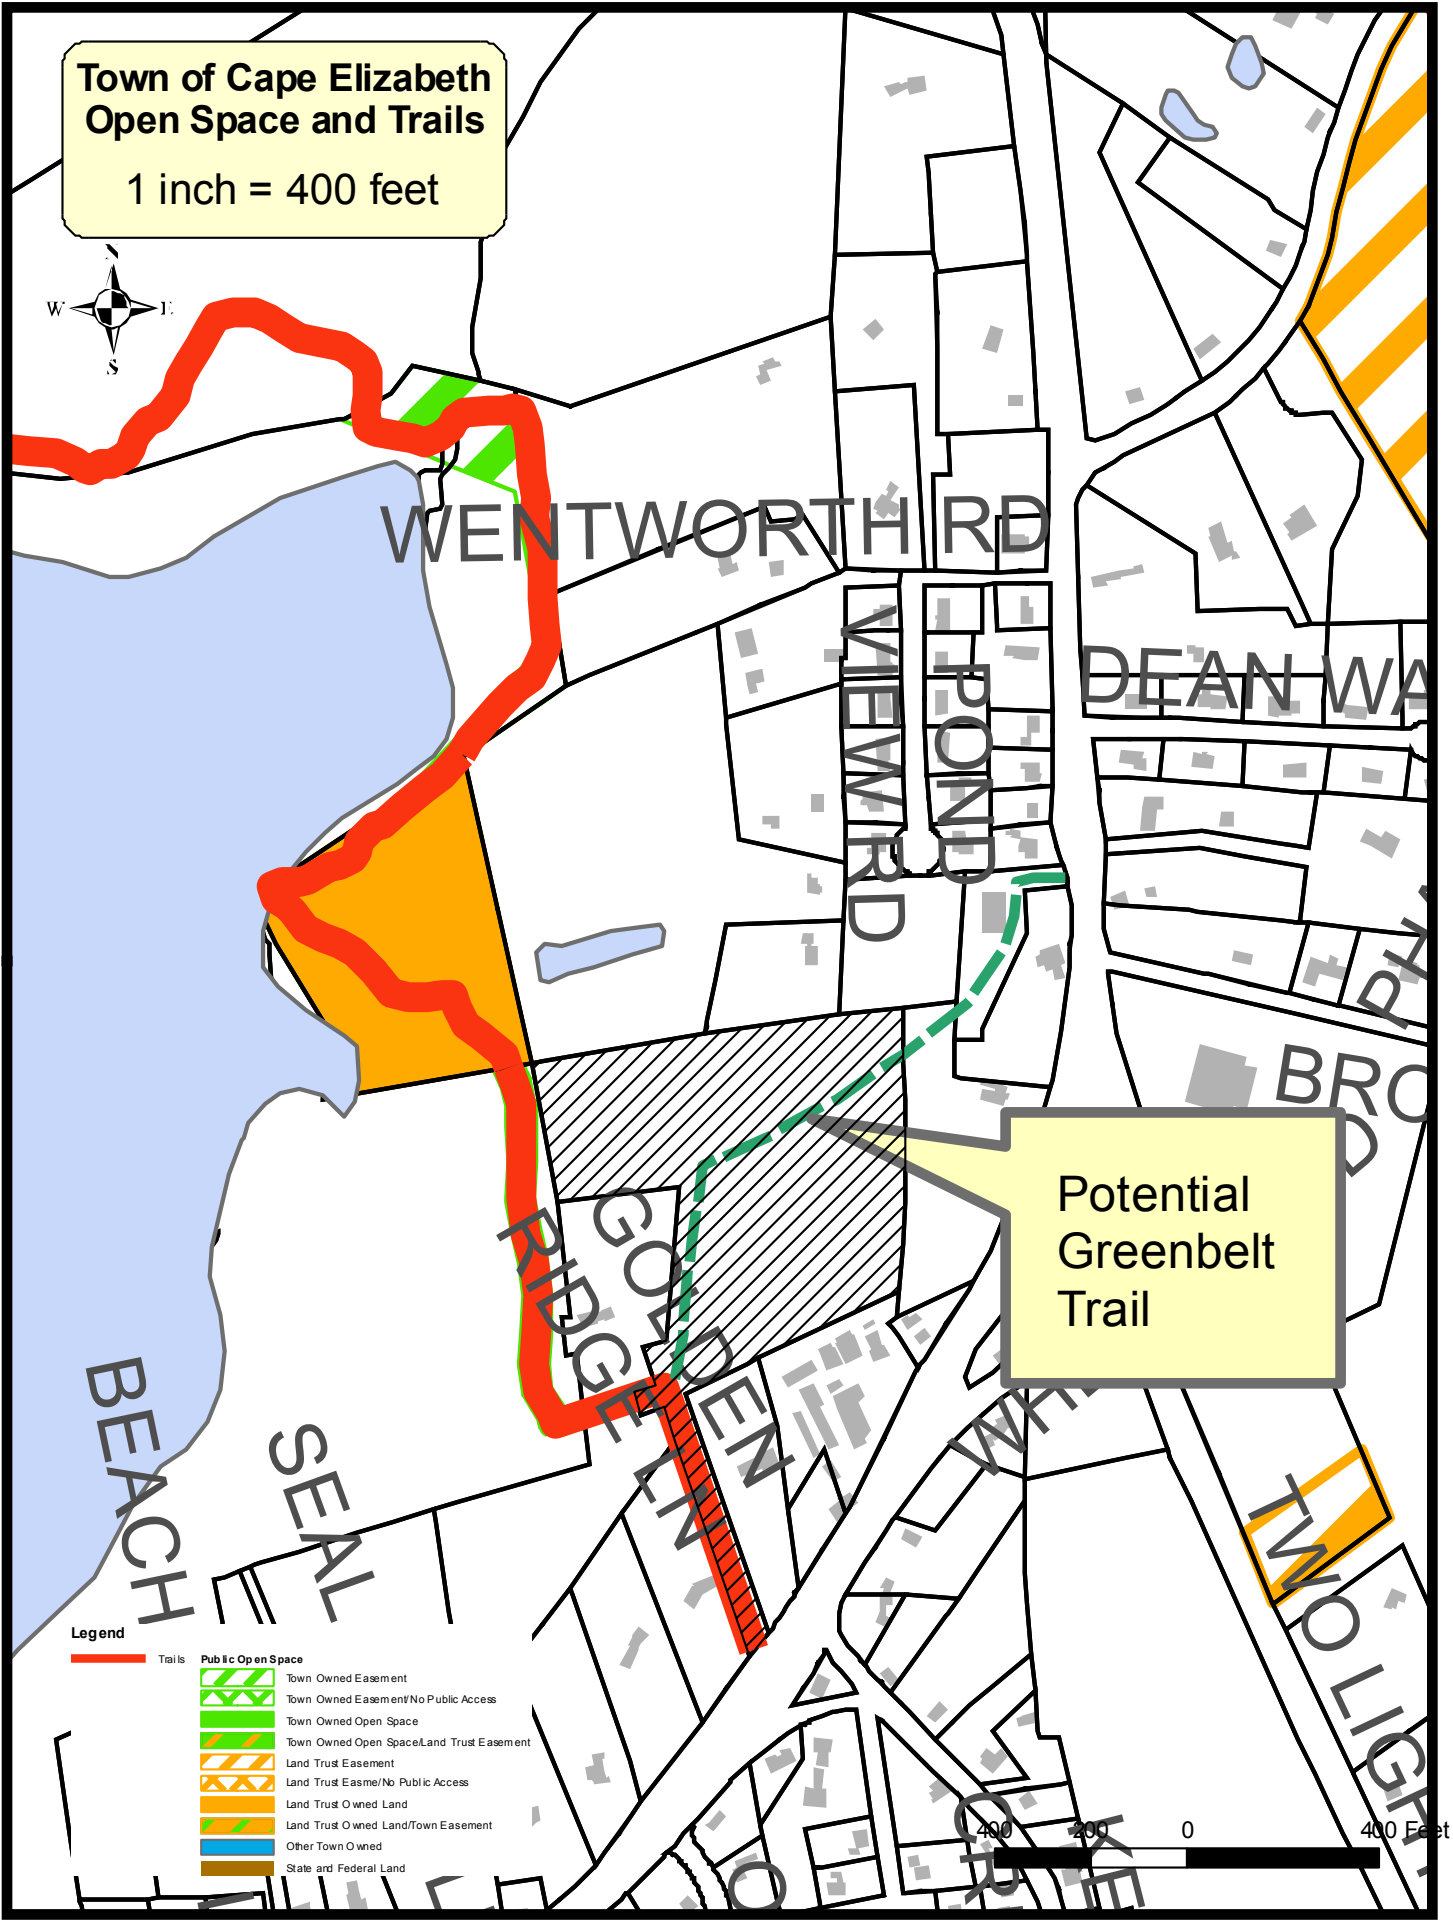 Town of Cape Elizabeth
Open Space and Trails
1 inch = 400 feet
N
W E
S
WENTWORTH RD
VIEW RD
POND
DEAN WA
BRO
Potential
Greenbelt
Trail
GOLDEN
RIDGE LN
WH
BEACH
SEAL
TWO LIGH
Legend
Trails
Public Open Space
Town Owned Easement
Town Owned Easement/No Public Access
Town Owned Open Space
Town Owned Open Space/Land Trust Easement
Land Trust Easement
Land Trust Easme/No Public Access
Land Trust Owned Land
Land Trust Owned Land/Town Easement
Other Town Owned
State and Federal Land
CR
KE
O
400 200 0 400 Feet